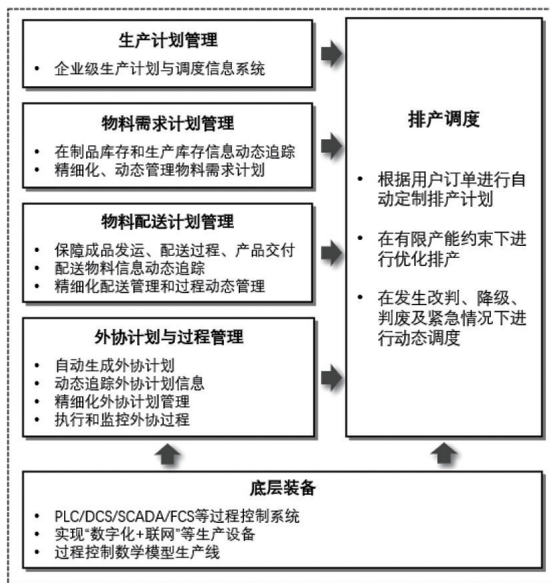 生产计划管理
• 企业级生产计划与调度信息系统
物料需求计划管理
• 在制品库存和生产库存信息动态追踪
• 精细化、动态管理物料需求计划
物料配送计划管理
• 保障成品发运、配送过程、产品交付
• 配送物料信息动态追踪
• 精细化配送管理和过程动态管理
外协计划与过程管理
• 自动生成外协计划
• 动态追踪外协计划信息
• 精细化外协计划管理
• 执行和监控外协过程
排产调度
• 根据用户订单进行自
动定制排产计划
• 在有限产能约束下进
行优化排产
• 在发生改判、降级、
判废及紧急情况下进
行动态调度
底层装备
• PLC/DCS/SCADA/FCS等过程控制系统
• 实现“数字化+联网”等生产设备
• 过程控制数学模型生产线